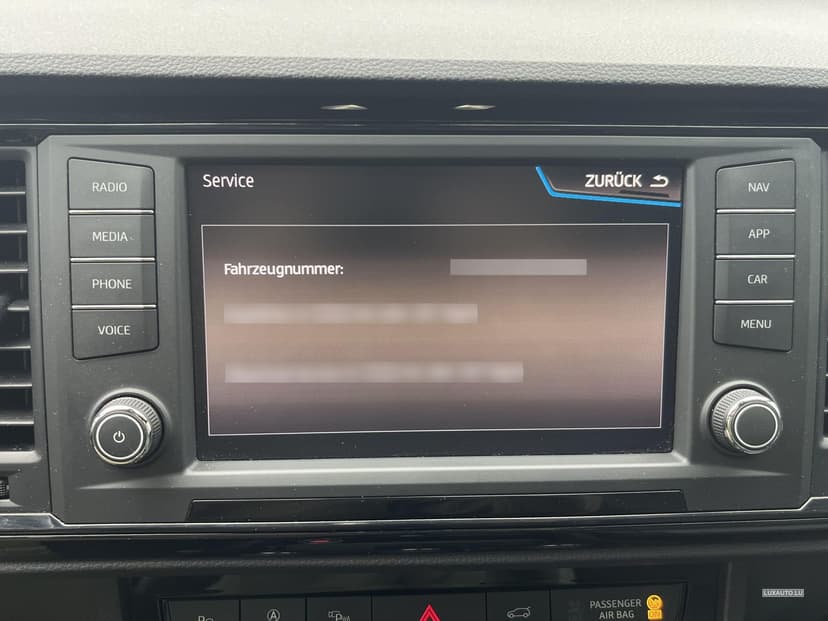 Service
ZURÜCK
Fahrzeugnummer:
RADIO
MEDIA
PHONE
VOICE
NAV
APP
CAR
MENU
PASSENGER
AIR BAG
LUXAUTO.LU